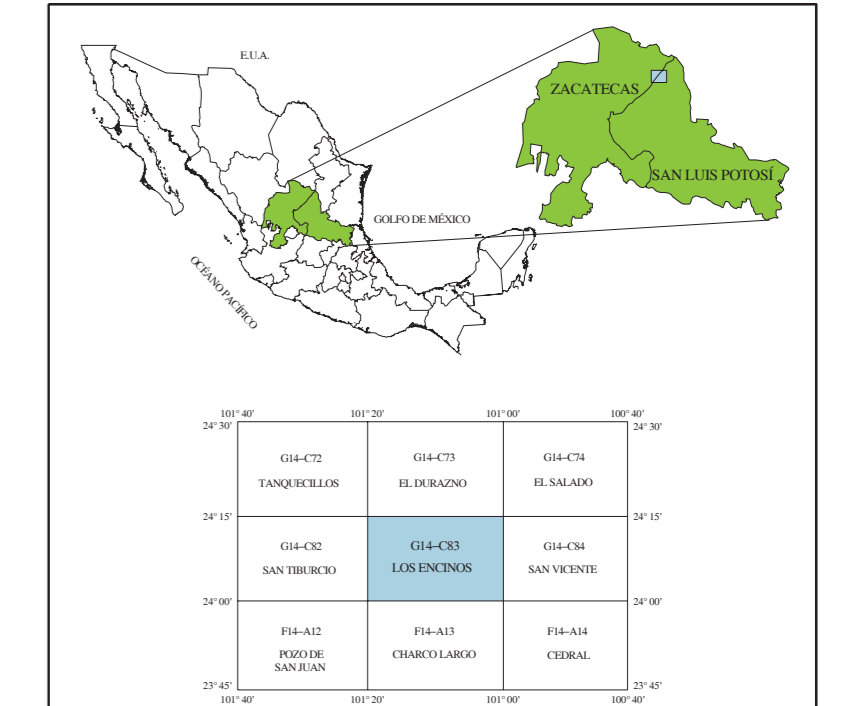 E.U.A.
ZACATECAS
SAN LUIS POTOSÍ
GOLFO DE MÉXICO
OCÉANO PACÍFICO
101° 40' 101° 20' 101° 00' 100° 40'
24° 30' 24° 30'
G14–C72 G14–C73 G14–C74
TANQUECILLOS EL DURAZNO EL SALADO
24° 15' 24° 15'
G14–C82 G14–C83 G14–C84
SAN TIBURCIO LOS ENCINOS SAN VICENTE
24° 00' 24° 00'
F14–A12 F14–A13 F14–A14
POZO DE CHARCO LARGO CEDRAL
SAN JUAN
23° 45' 23° 45'
101° 40' 101° 20' 101° 00' 100° 40'